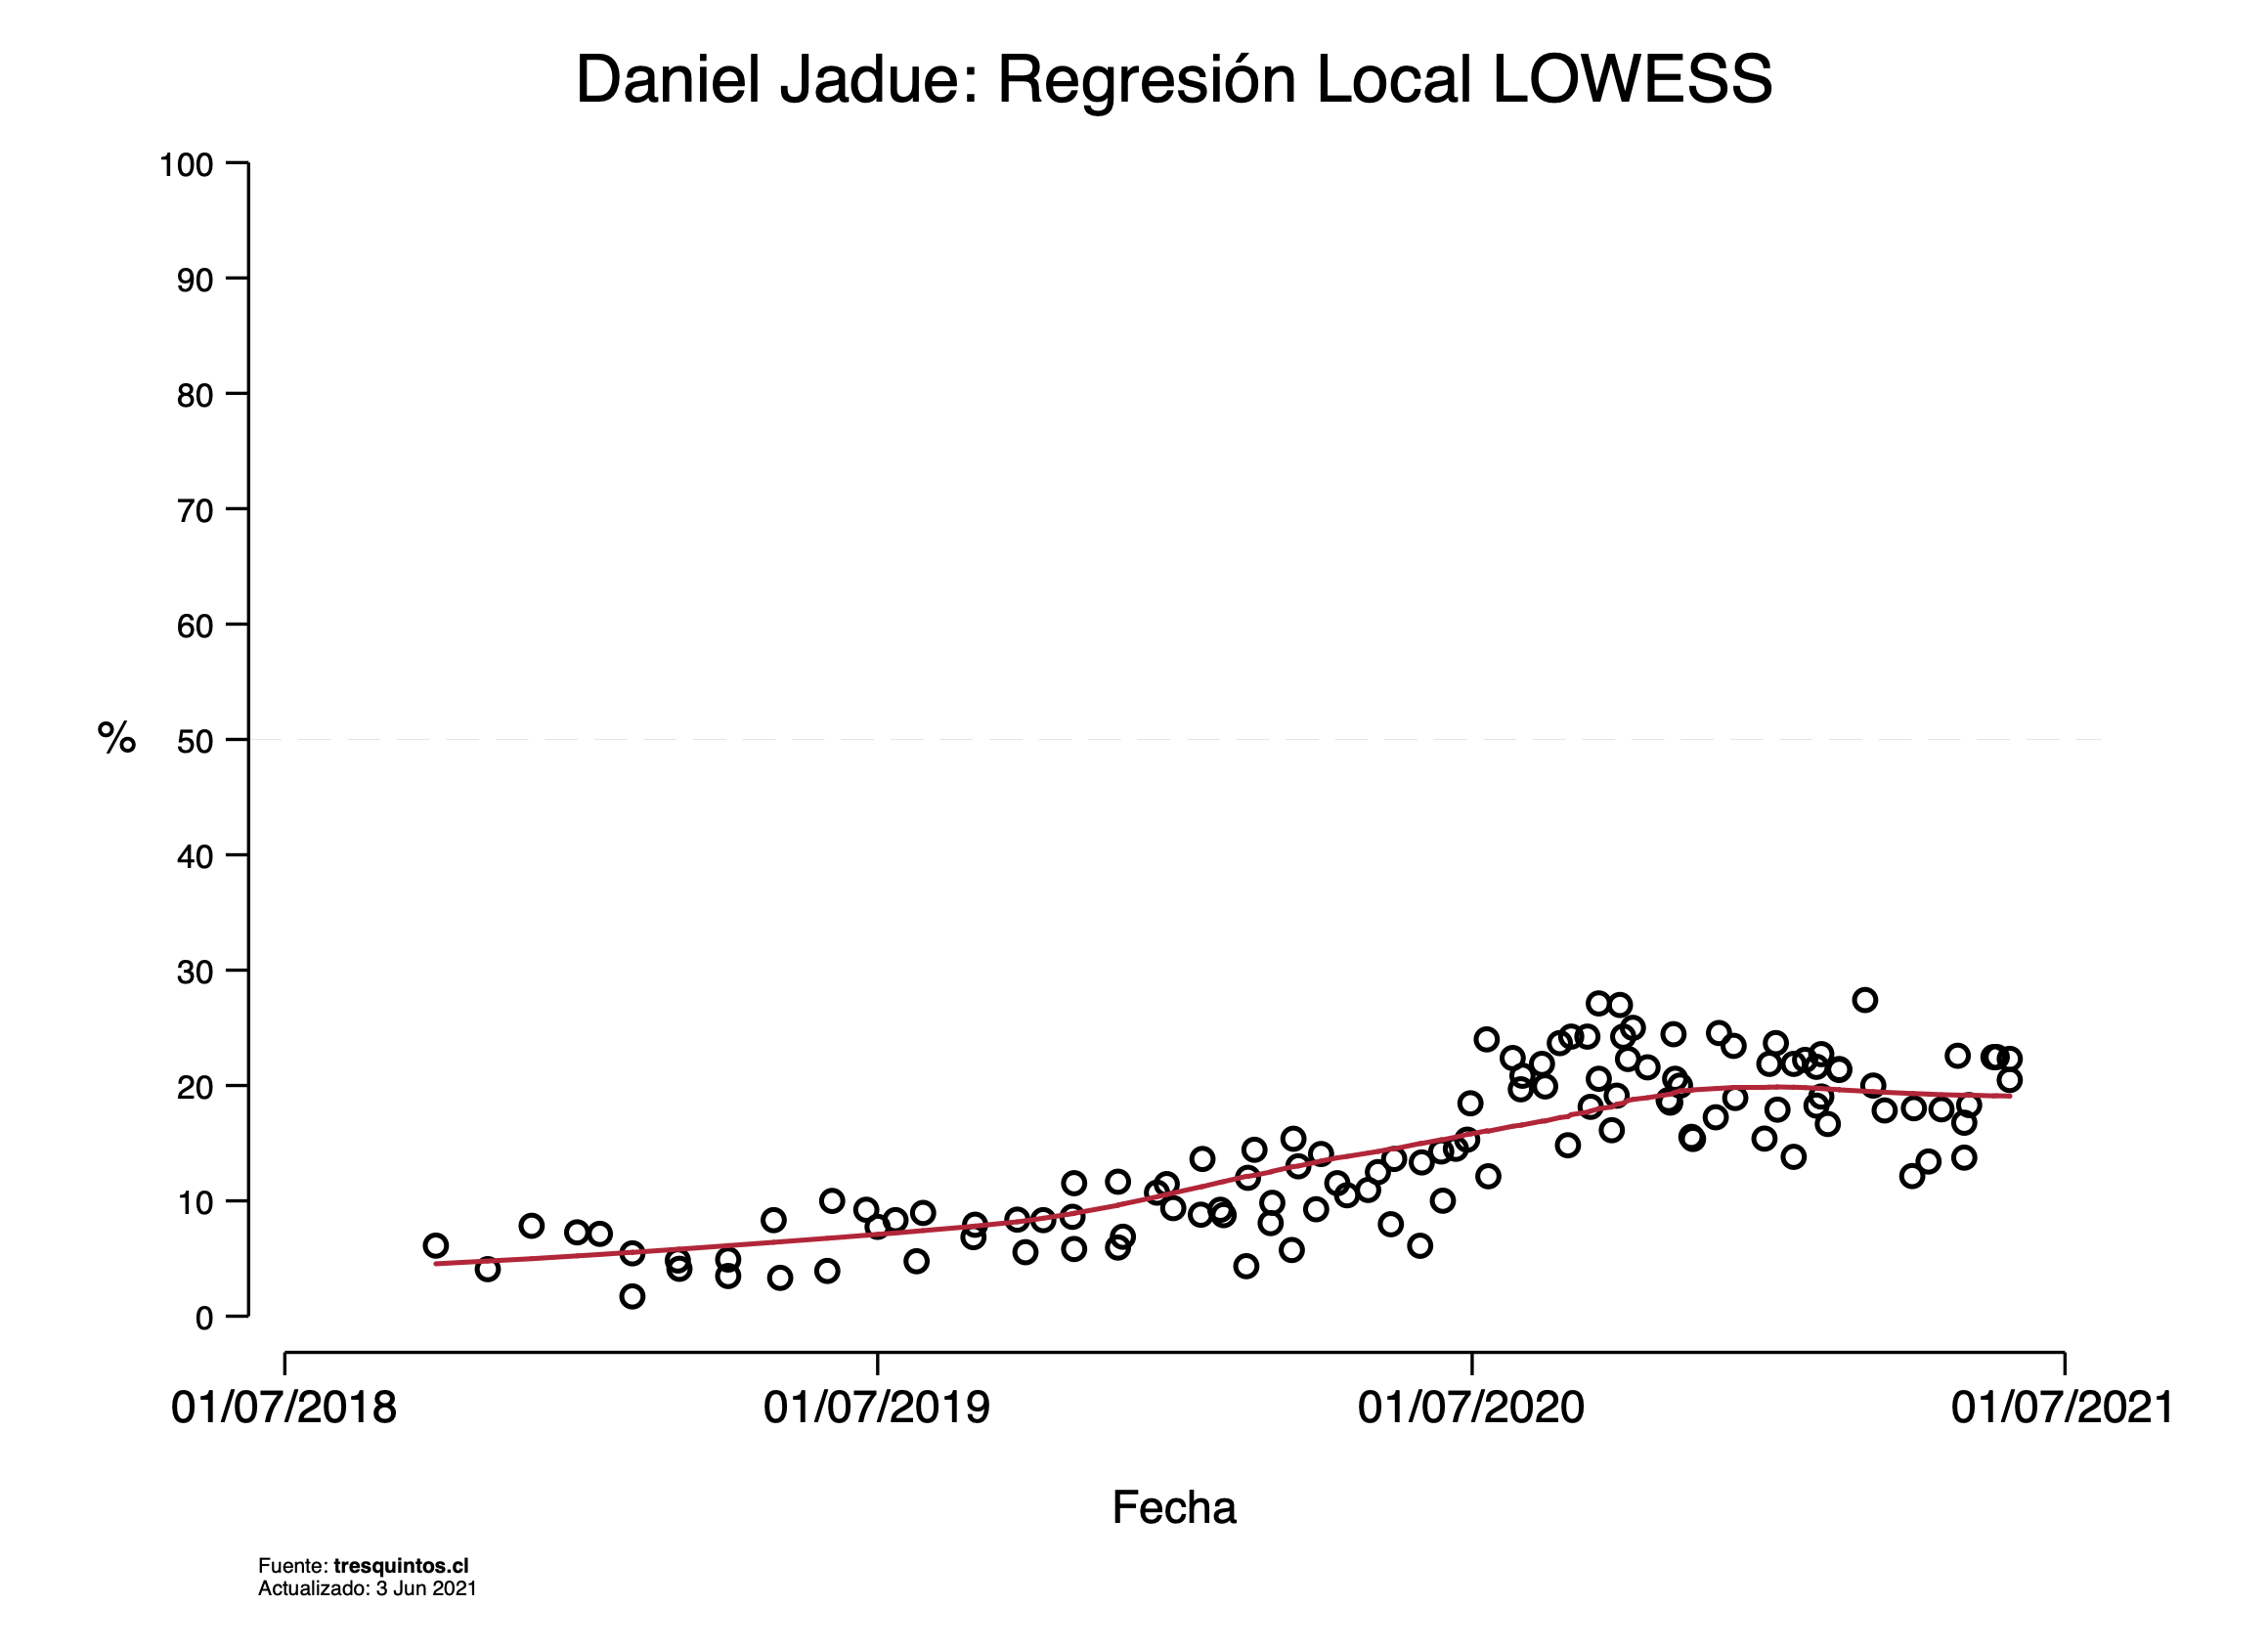 Daniel Jadue: Regresión Local LOWESS
100
90
80
70
60
50
40
30
20
10
0
%
01/07/2018 01/07/2019 01/07/2020 01/07/2021
Fecha
Fuente: tresquintos.cl
Actualizado: 3 Jun 2021